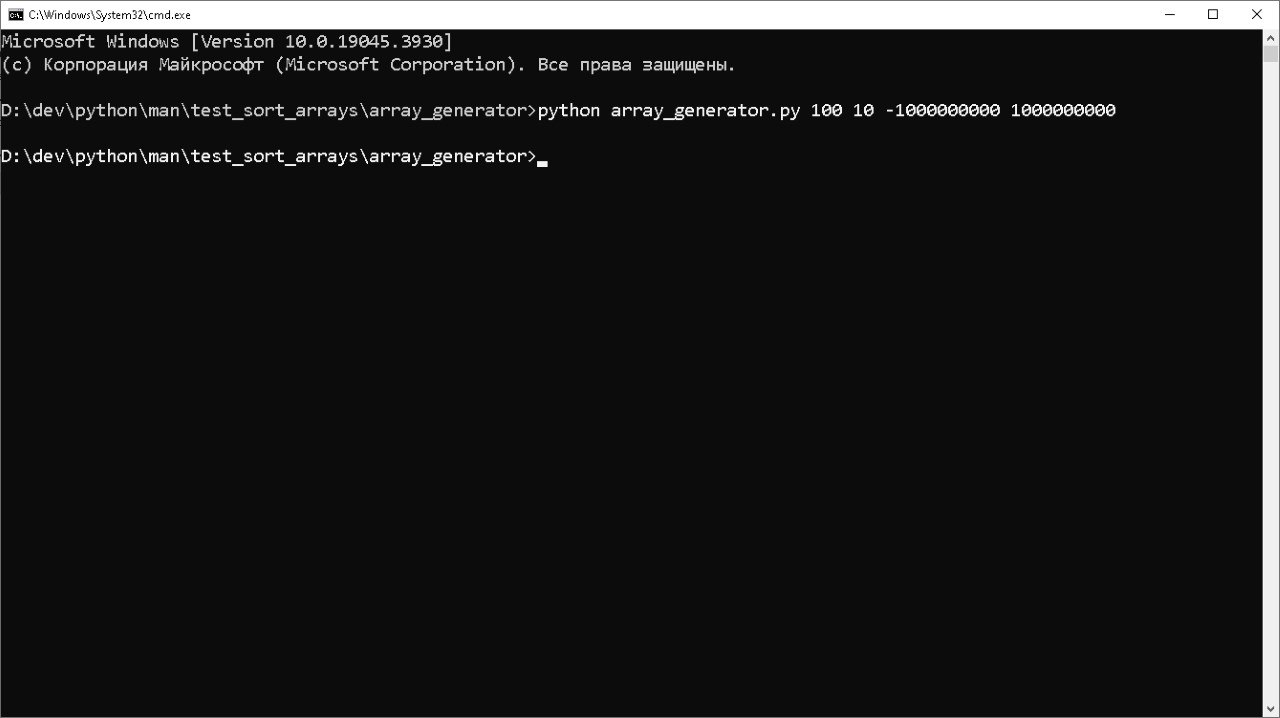 C:\Windows\System32\cmd.exe
Microsoft Windows [Version 10.0.19045.3930]
(c) Корпорация Майкрософт (Microsoft Corporation). Все права защищены.
D:\dev\python\man\test_sort_arrays\array_generator>python array_generator.py 100 10 -1000000000 1000000000
D:\dev\python\man\test_sort_arrays\array_generator>